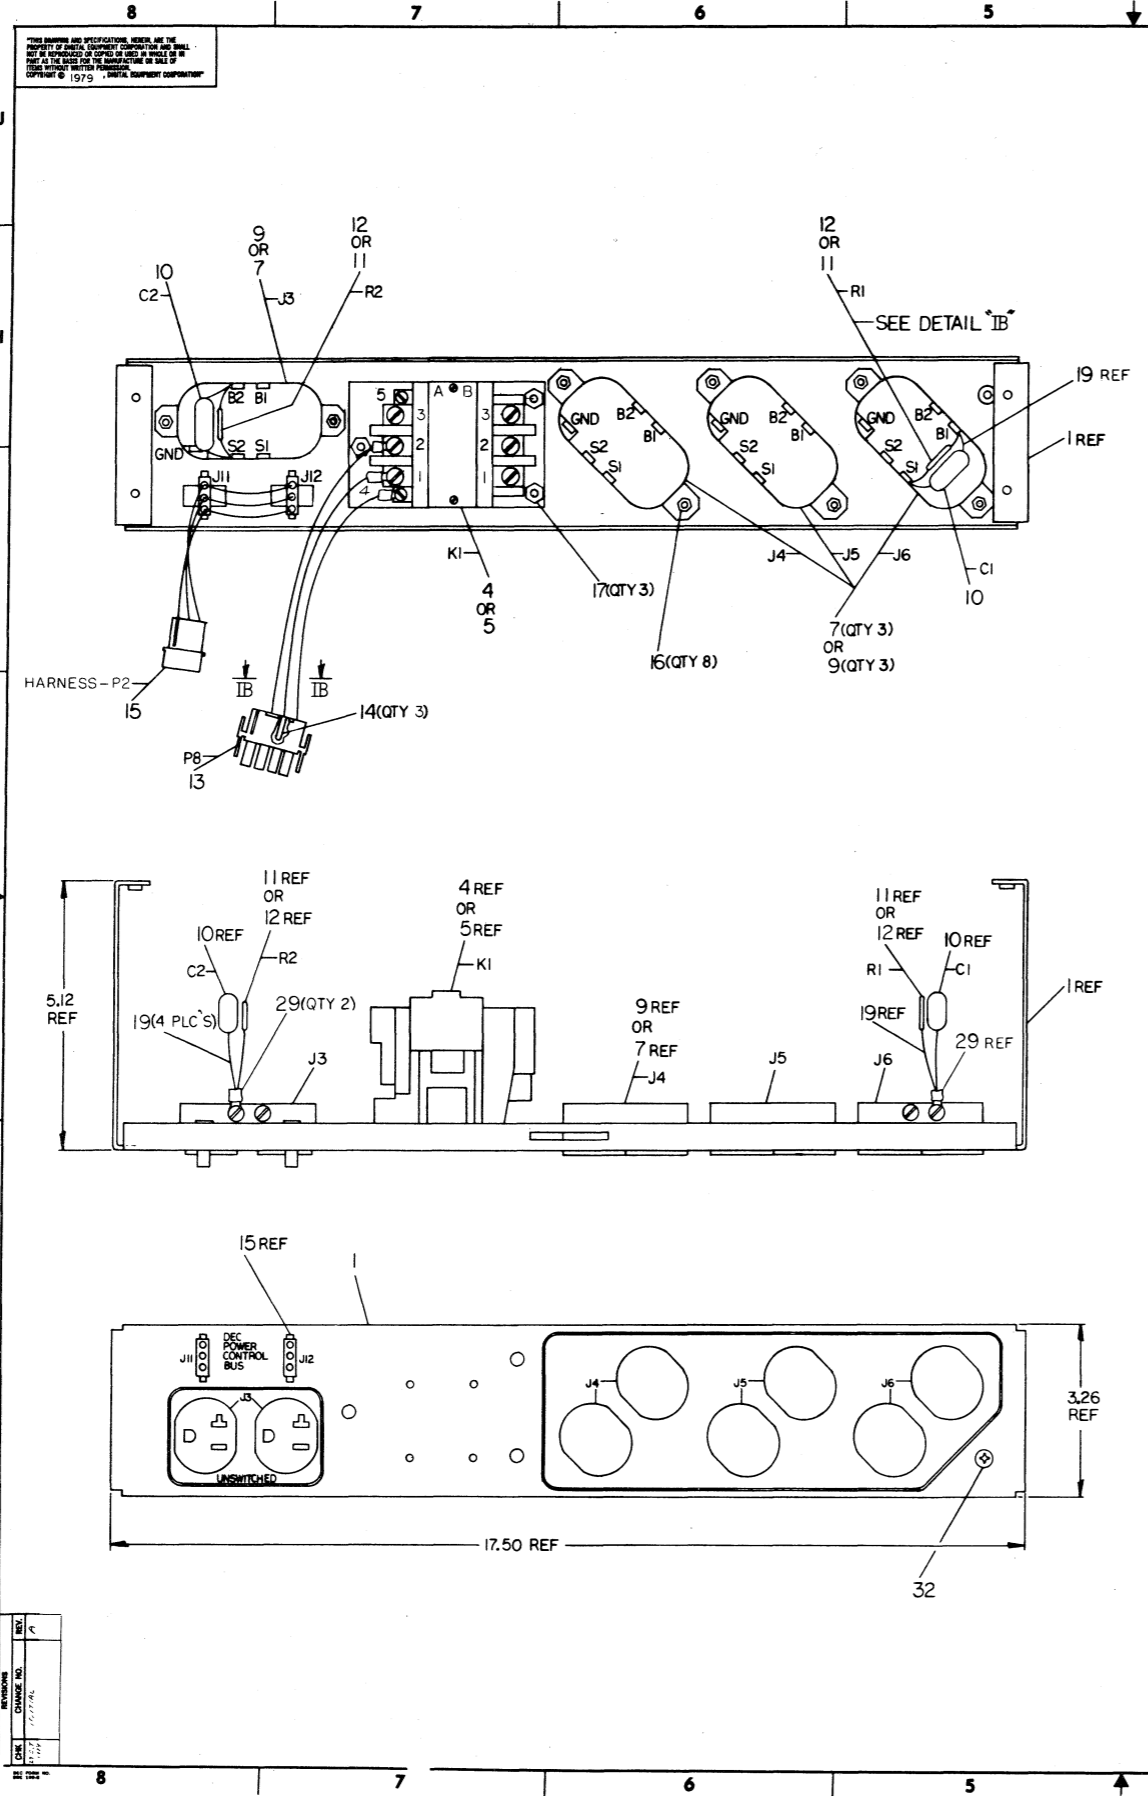 8 7 6 5
"THIS DRAWING AND SPECIFICATIONS, HEREIN, ARE THE
PROPERTY OF DIGITAL EQUIPMENT CORPORATION AND SHALL
NOT BE REPRODUCED OR COPIED OR USED IN WHOLE OR IN
PART AS THE BASIS FOR THE MANUFACTURE OR SALE OF
ITEMS WITHOUT WRITTEN PERMISSION.
COPYRIGHT © 1979 , DIGITAL EQUIPMENT CORPORATION"
10
C2
9
OR
7
J3
12
OR
11
R2
12
OR
11
R1
SEE DETAIL "IB"
19 REF
1 REF
B2 B1
S2 S1
GND
J11 J12
5 A B
3 3
2 2
1 1
4
GND B2 B1 S2 S1
GND B2 B1 S2 S1
GND B2 B1 S2 S1
K1
4
OR
5
17(QTY 3)
16(QTY 8)
J4 J5 J6
7(QTY 3)
OR
9(QTY 3)
C1
10
HARNESS-P2
15
IB IB
14(QTY 3)
P8
13
11 REF
OR
12 REF
10 REF
C2 R2
19(4 PLC'S)
29(QTY 2)
J3
4 REF
OR
5 REF
K1
9 REF
OR
7 REF
J4
J5
J6
11 REF
OR
12 REF
10 REF
R1 C1
19 REF
29 REF
1 REF
5.12
REF
15 REF
1
J11
DEC
POWER
CONTROL
BUS
J12
J3
UNSWITCHED
J4 J5 J6
3.26
REF
17.50 REF
32
REVISIONS
CHK CHANGE NO. REV.
INITIAL A
DEC FORM NO.
8 7 6 5